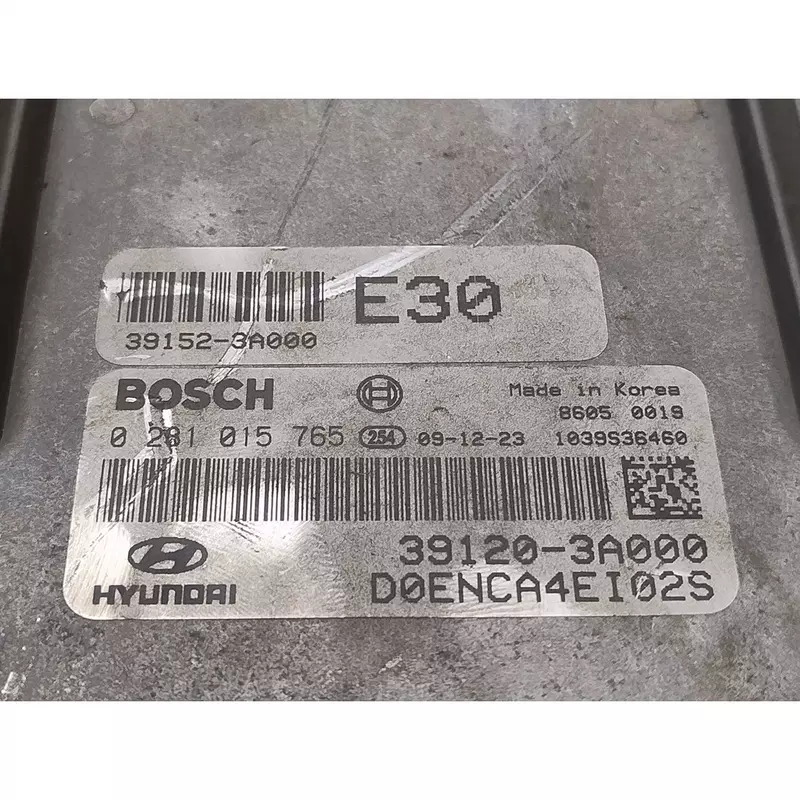 E30
39152-3A000
BOSCH
Made in Korea
8605 0019
0 281 015 765 254 09-12-23 1039S36460
39120-3A000
HYUNDAI D0ENCA4EI02S